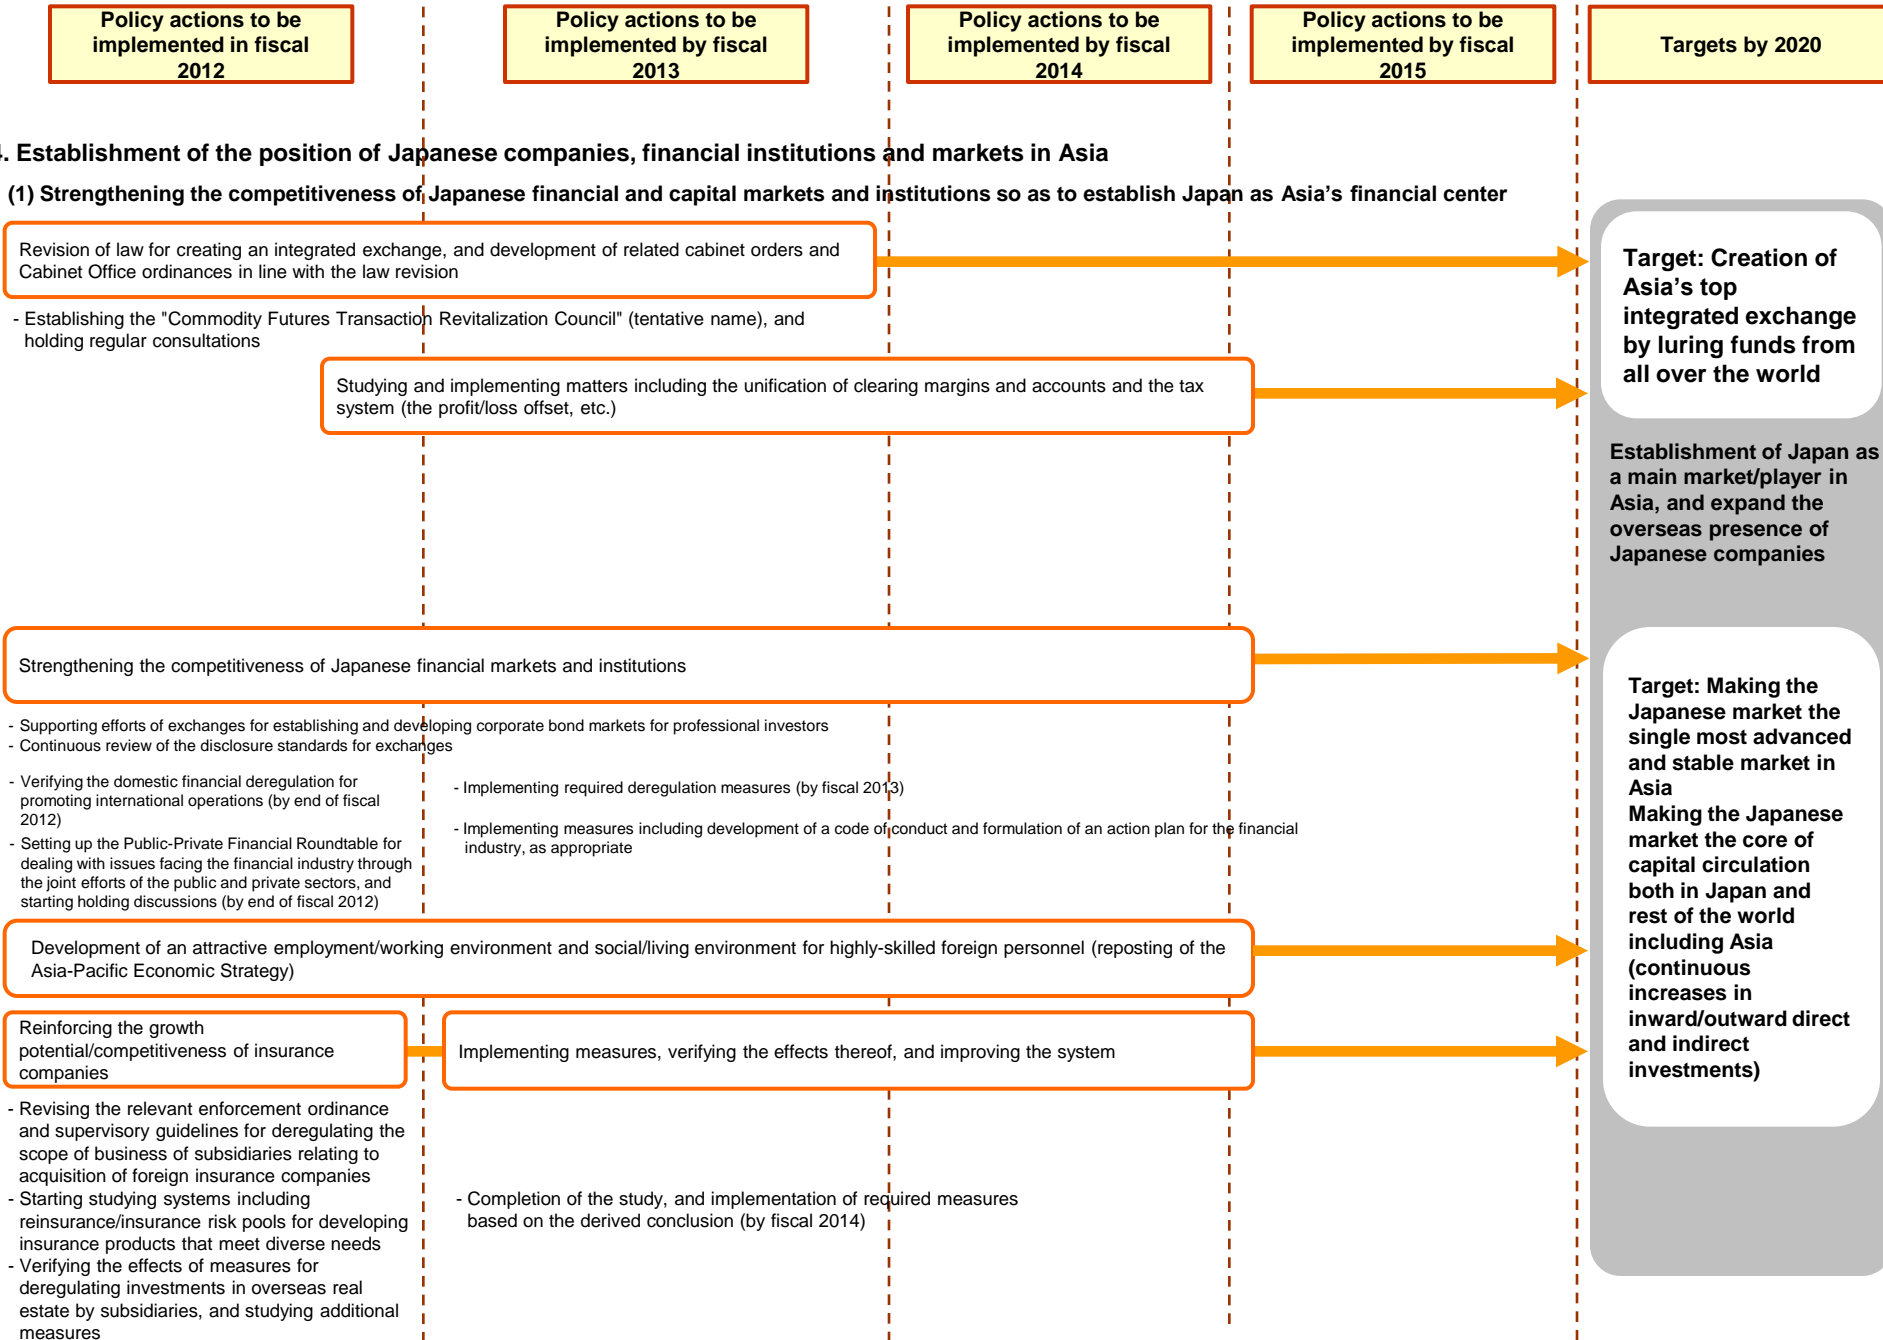 Policy actions to be
implemented in fiscal
2012
Policy actions to be
implemented by fiscal
2013
Policy actions to be
implemented by fiscal
2014
Policy actions to be
implemented by fiscal
2015
Targets by 2020
. Establishment of the position of Japanese companies, financial institutions and markets in Asia
(1) Strengthening the competitiveness of Japanese financial and capital markets and institutions so as to establish Japan as Asia's financial center
Revision of law for creating an integrated exchange, and development of related cabinet orders and
Cabinet Office ordinances in line with the law revision
- Establishing the "Commodity Futures Transaction Revitalization Council" (tentative name), and
holding regular consultations
Studying and implementing matters including the unification of clearing margins and accounts and the tax
system (the profit/loss offset, etc.)
Target: Creation of
Asia's top
integrated exchange
by luring funds from
all over the world
Establishment of Japan as
a main market/player in
Asia, and expand the
overseas presence of
Japanese companies
Strengthening the competitiveness of Japanese financial markets and institutions
- Supporting efforts of exchanges for establishing and developing corporate bond markets for professional investors
- Continuous review of the disclosure standards for exchanges
- Verifying the domestic financial deregulation for
promoting international operations (by end of fiscal
2012)
- Setting up the Public-Private Financial Roundtable for
dealing with issues facing the financial industry through
the joint efforts of the public and private sectors, and
starting holding discussions (by end of fiscal 2012)
- Implementing required deregulation measures (by fiscal 2013)
- Implementing measures including development of a code of conduct and formulation of an action plan for the financial
industry, as appropriate
Target: Making the
Japanese market the
single most advanced
and stable market in
Asia
Making the Japanese
market the core of
capital circulation
both in Japan and
rest of the world
including Asia
(continuous
increases in
inward/outward direct
and indirect
investments)
Development of an attractive employment/working environment and social/living environment for highly-skilled foreign personnel (reposting of the
Asia-Pacific Economic Strategy)
Reinforcing the growth
potential/competitiveness of insurance
companies
Implementing measures, verifying the effects thereof, and improving the system
- Revising the relevant enforcement ordinance
and supervisory guidelines for deregulating the
scope of business of subsidiaries relating to
acquisition of foreign insurance companies
- Starting studying systems including
reinsurance/insurance risk pools for developing
insurance products that meet diverse needs
- Verifying the effects of measures for
deregulating investments in overseas real
estate by subsidiaries, and studying additional
measures
- Completion of the study, and implementation of required measures
based on the derived conclusion (by fiscal 2014)